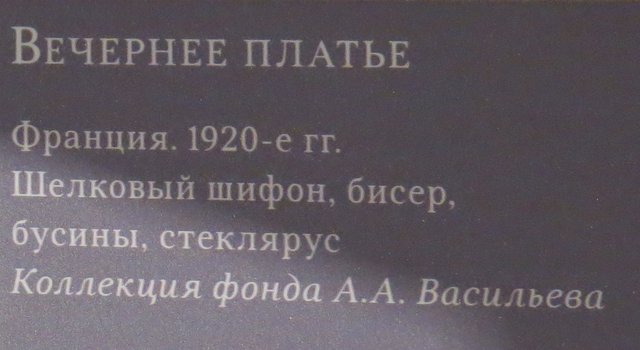 Вечернее платье
Франция. 1920-е гг.
Шелковый шифон, бисер,
бусины, стеклярус
Коллекция фонда А.А. Васильева